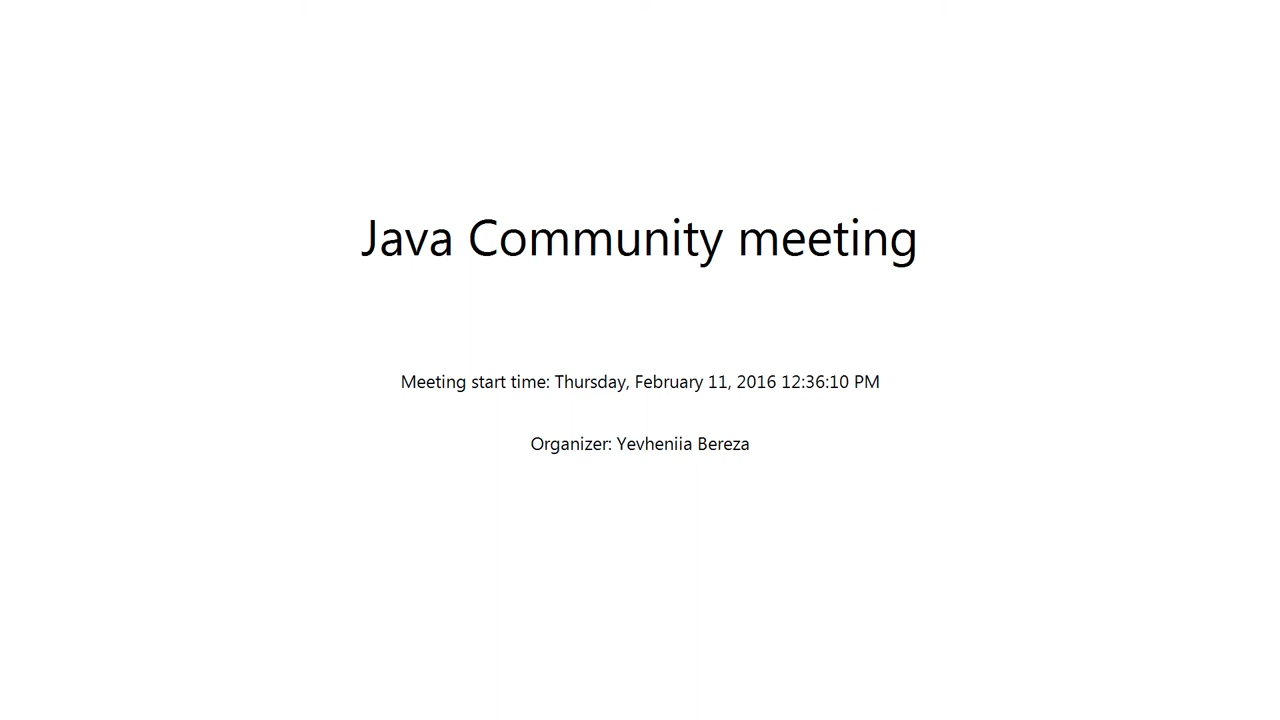 Java Community meeting
Meeting start time: Thursday, February 11, 2016 12:36:10 PM
Organizer: Yevheniia Bereza